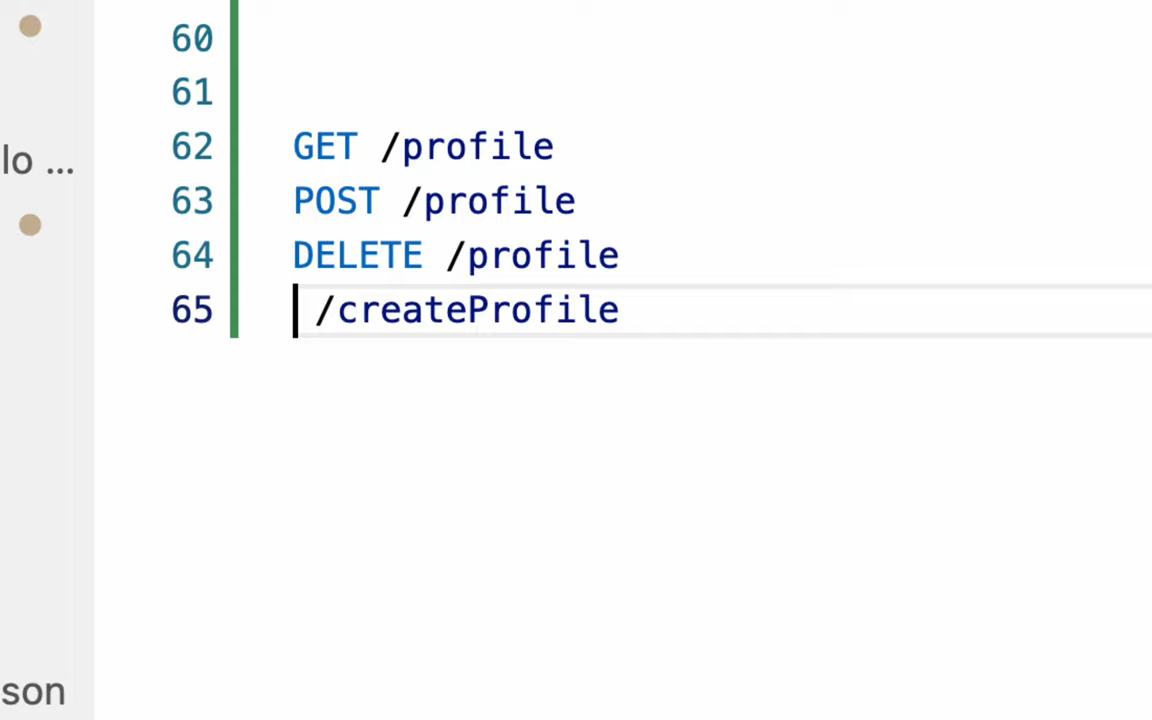 60
61
lo ...
62 GET /profile
63 POST /profile
64 DELETE /profile
65 /createProfile
son